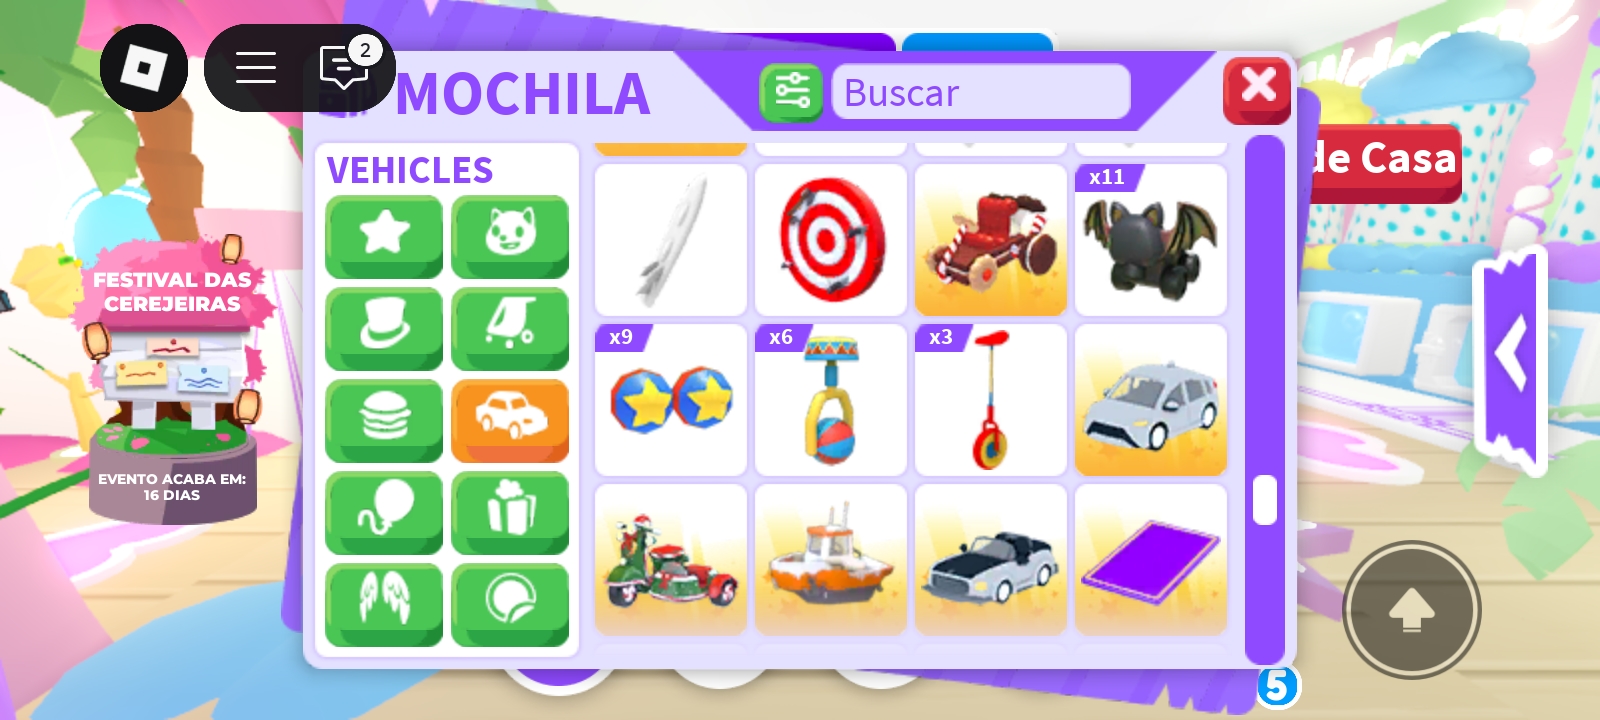 2
MOCHILA
Buscar
Welcome
de Casa
VEHICLES
x11
x9
x6
x3
FESTIVAL DAS
CEREJEIRAS
EVENTO ACABA EM:
16 DIAS
5